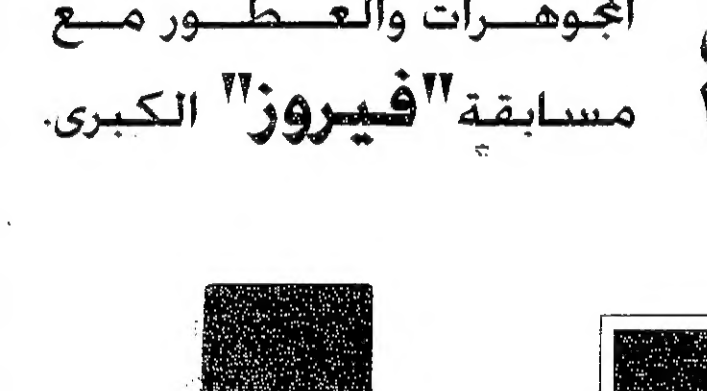 المجوهرات والعطور مع
مسابقة "فيروز" الكبرى.